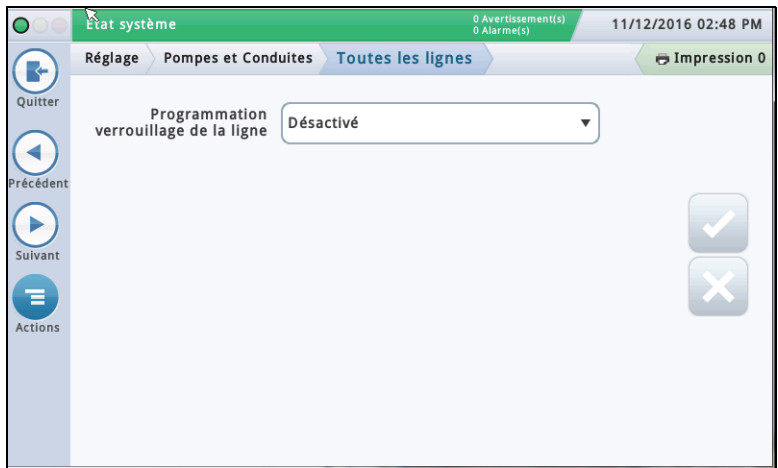 État système
0 Avertissement(s)
0 Alarme(s)
11/12/2016 02:48 PM
Réglage
Pompes et Conduites
Toutes les lignes
Impression 0
Quitter
Programmation
verrouillage de la ligne
Désactivé
Précédent
Suivant
Actions